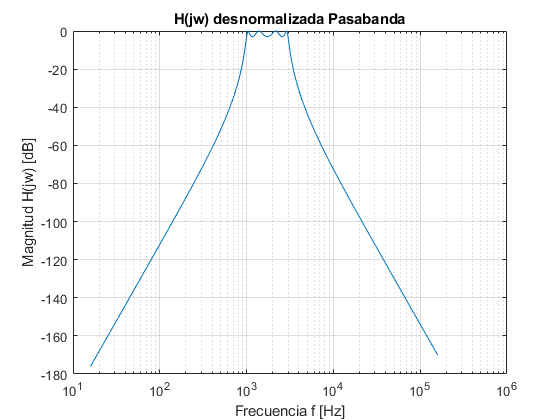 H(jw) desnormalizada Pasabanda
0
-20
-40
-60
-80
-100
-120
-140
-160
-180
Magnitud H(jw) [dB]
10^1 10^2 10^3 10^4 10^5 10^6
Frecuencia f [Hz]